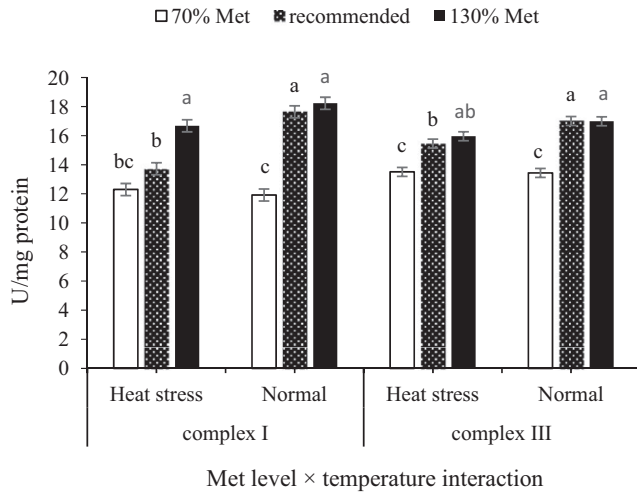 70% Met recommended 130% Met
U/mg protein
20
18
16
14
12
10
8
6
4
2
0
bc b a c a a c b ab c a a
Heat stress Normal Heat stress Normal
complex I complex III
Met level × temperature interaction